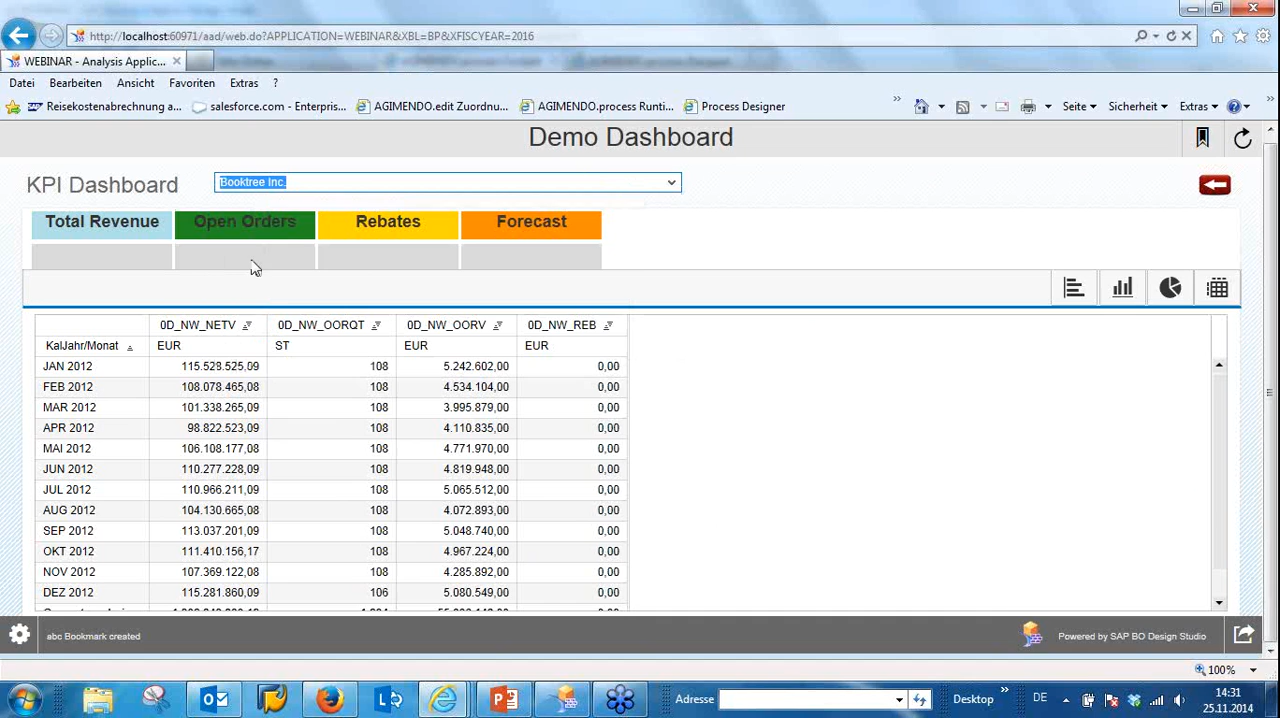 http://localhost:60971/aad/web.do?APPLICATION=WEBINAR&XBL=BP&XFISCYEAR=2016
WEBINAR - Analysis Applic...
Datei Bearbeiten Ansicht Favoriten Extras ?
Reisekostenabrechnung a... salesforce.com - Enterpris... AGIMENDO.edit Zuordnu... AGIMENDO.process Runti... Process Designer Seite Sicherheit Extras
Demo Dashboard
KPI Dashboard Booktree Inc.
Total Revenue Open Orders Rebates Forecast
0D_NW_NETV 0D_NW_OORQT 0D_NW_OORV 0D_NW_REB
KalJahr/Monat EUR ST EUR EUR
JAN 2012 115.528.525,09 108 5.242.602,00 0,00
FEB 2012 108.078.465,08 108 4.534.104,00 0,00
MAR 2012 101.338.265,09 108 3.995.879,00 0,00
APR 2012 98.822.523,09 108 4.110.835,00 0,00
MAI 2012 106.108.177,08 108 4.771.970,00 0,00
JUN 2012 110.277.228,09 108 4.819.948,00 0,00
JUL 2012 110.966.211,09 108 5.065.512,00 0,00
AUG 2012 104.130.665,08 108 4.072.893,00 0,00
SEP 2012 113.037.201,09 108 5.048.740,00 0,00
OKT 2012 111.410.156,17 108 4.967.224,00 0,00
NOV 2012 107.369.122,08 108 4.285.892,00 0,00
DEZ 2012 115.281.860,09 106 5.080.549,00 0,00
abc Bookmark created Powered by SAP BO Design Studio
100%
Adresse Desktop DE 14:31
25.11.2014